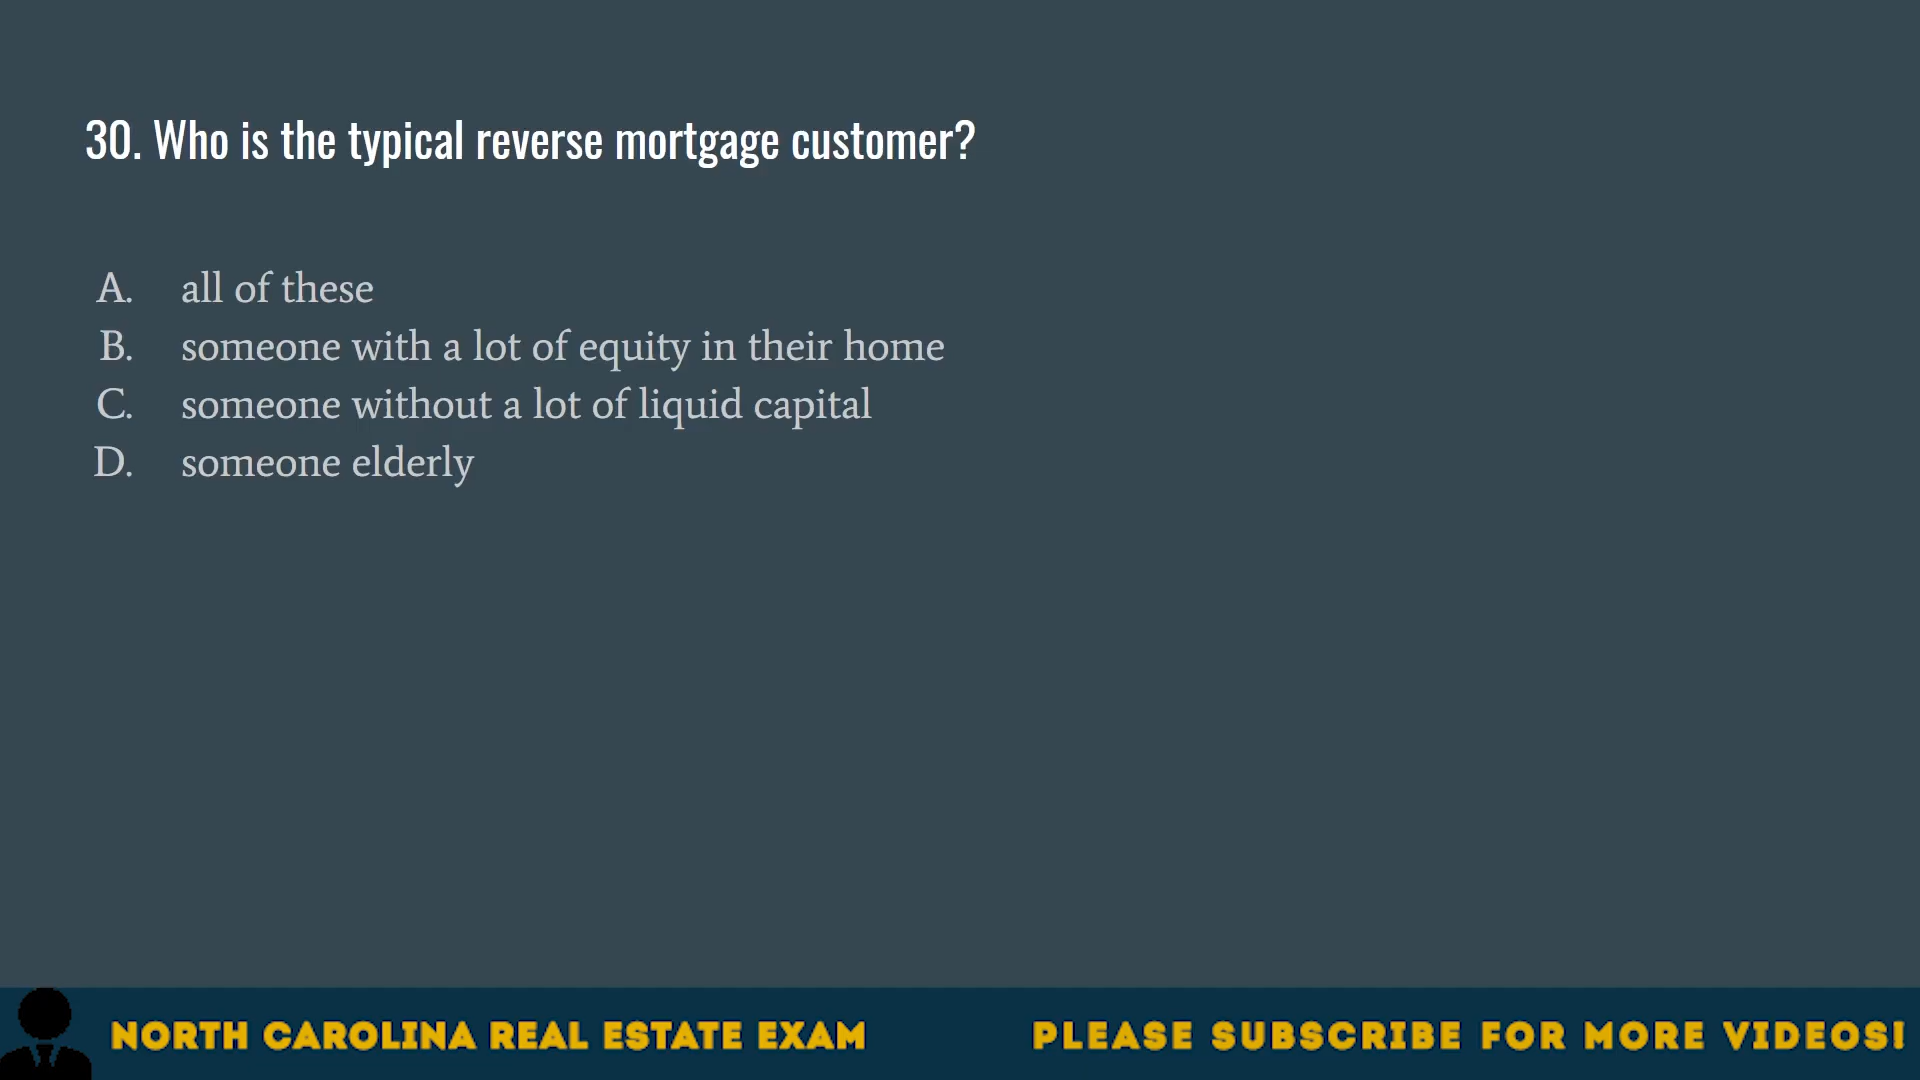 30. Who is the typical reverse mortgage customer?
A. all of these
B. someone with a lot of equity in their home
C. someone without a lot of liquid capital
D. someone elderly
NORTH CAROLINA REAL ESTATE EXAM PLEASE SUBSCRIBE FOR MORE VIDEOS!